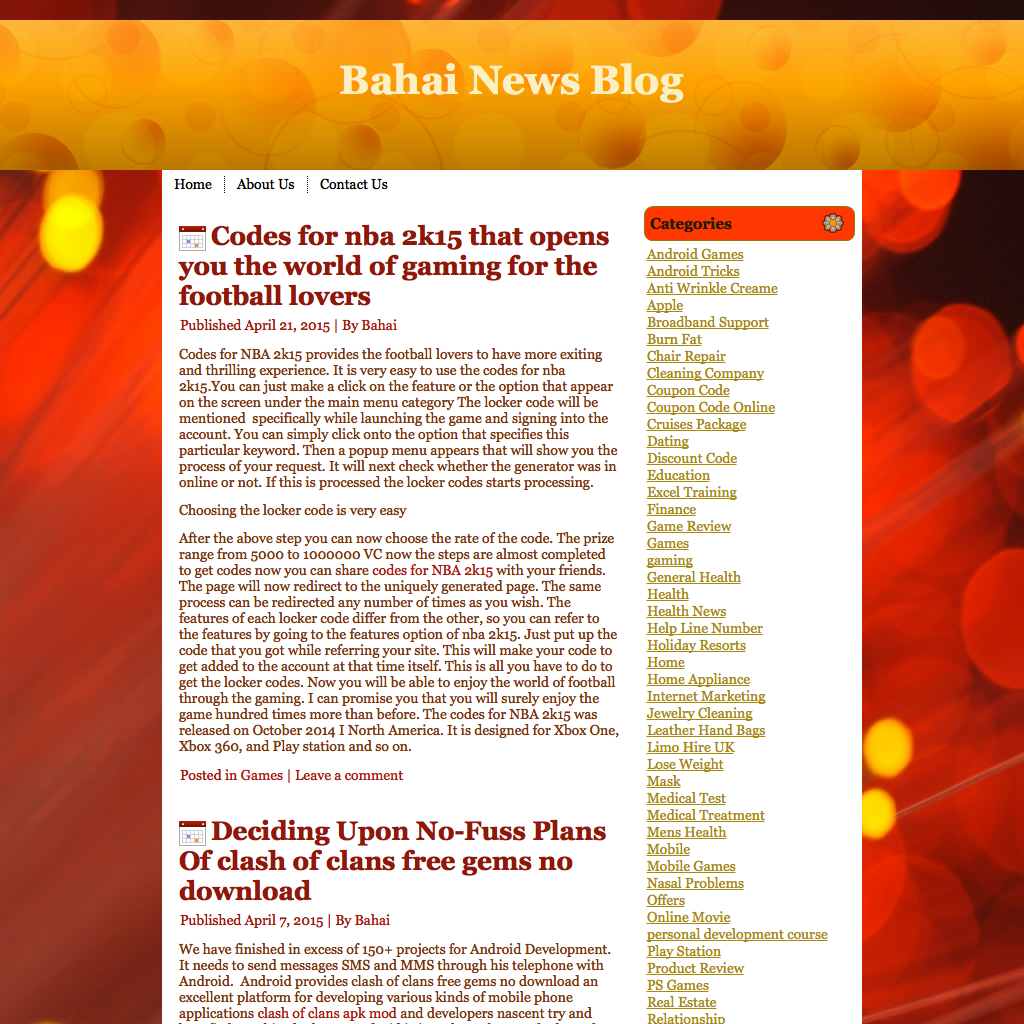 Bahai News Blog
Home
About Us
Contact Us
Codes for nba 2k15 that opens
you the world of gaming for the
football lovers
Published April 21, 2015 | By Bahai
Codes for NBA 2k15 provides the football lovers to have more exiting
and thrilling experience. It is very easy to use the codes for nba
2k15.You can just make a click on the feature or the option that appear
on the screen under the main menu category The locker code will be
mentioned  specifically while launching the game and signing into the
account. You can simply click onto the option that specifies this
particular keyword. Then a popup menu appears that will show you the
process of your request. It will next check whether the generator was in
online or not. If this is processed the locker codes starts processing.
Choosing the locker code is very easy
After the above step you can now choose the rate of the code. The prize
range from 5000 to 1000000 VC now the steps are almost completed
to get codes now you can share codes for NBA 2k15 with your friends.
The page will now redirect to the uniquely generated page. The same
process can be redirected any number of times as you wish. The
features of each locker code differ from the other, so you can refer to
the features by going to the features option of nba 2k15. Just put up the
code that you got while referring your site. This will make your code to
get added to the account at that time itself. This is all you have to do to
get the locker codes. Now you will be able to enjoy the world of football
through the gaming. I can promise you that you will surely enjoy the
game hundred times more than before. The codes for NBA 2k15 was
released on October 2014 I North America. It is designed for Xbox One,
Xbox 360, and Play station and so on.
Posted in Games | Leave a comment
Deciding Upon No-Fuss Plans
Of clash of clans free gems no
download
Published April 7, 2015 | By Bahai
We have finished in excess of 150+ projects for Android Development.
It needs to send messages SMS and MMS through his telephone with
Android.  Android provides clash of clans free gems no download an
excellent platform for developing various kinds of mobile phone
applications clash of clans apk mod and developers nascent try and
Categories
Android Games
Android Tricks
Anti Wrinkle Creame
Apple
Broadband Support
Burn Fat
Chair Repair
Cleaning Company
Coupon Code
Coupon Code Online
Cruises Package
Dating
Discount Code
Education
Excel Training
Finance
Game Review
Games
gaming
General Health
Health
Health News
Help Line Number
Holiday Resorts
Home
Home Appliance
Internet Marketing
Jewelry Cleaning
Leather Hand Bags
Limo Hire UK
Lose Weight
Mask
Medical Test
Medical Treatment
Mens Health
Mobile
Mobile Games
Nasal Problems
Offers
Online Movie
personal development course
Play Station
Product Review
PS Games
Real Estate
Relationship